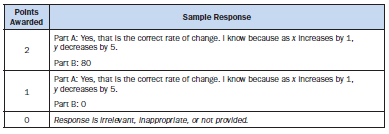 Points
Awarded
Sample Response
2
Part A: Yes, that is the correct rate of change. I know because as x increases by 1,
y decreases by 5.
Part B: 80
1
Part A: Yes, that is the correct rate of change. I know because as x increases by 1,
y decreases by 5.
Part B: 0
0
Response is irrelevant, inappropriate, or not provided.